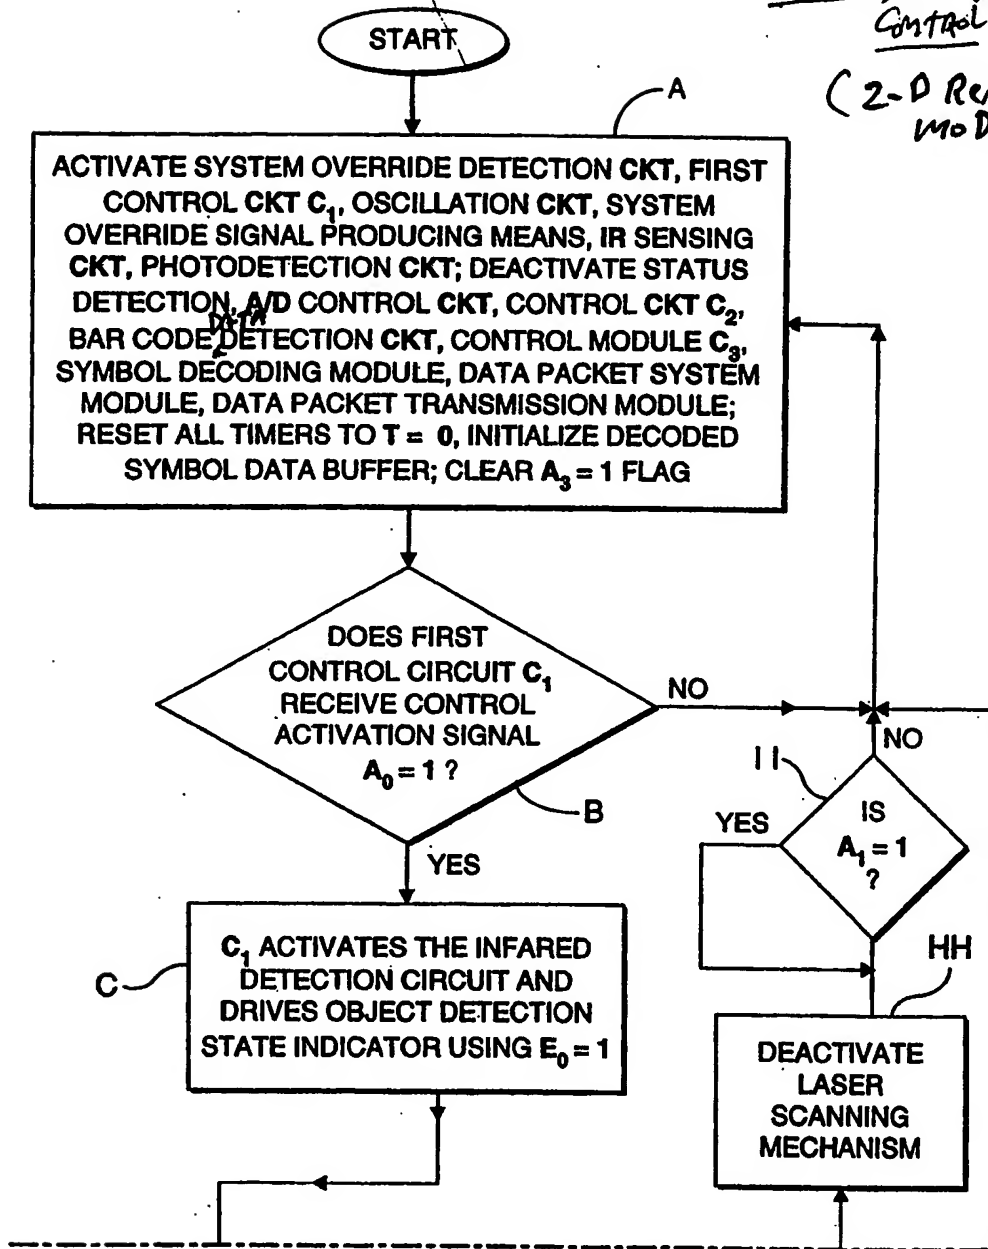 CONTROL
(2-D
MOD
START
A
ACTIVATE SYSTEM OVERRIDE DETECTION CKT, FIRST
CONTROL CKT C₁, OSCILLATION CKT, SYSTEM
OVERRIDE SIGNAL PRODUCING MEANS, IR SENSING
CKT, PHOTODETECTION CKT; DEACTIVATE STATUS
DETECTION, A/D CONTROL CKT, CONTROL CKT C₂,
DATA
BAR CODE DETECTION CKT, CONTROL MODULE C₃,
SYMBOL DECODING MODULE, DATA PACKET SYSTEM
MODULE, DATA PACKET TRANSMISSION MODULE;
RESET ALL TIMERS TO T = 0, INITIALIZE DECODED
SYMBOL DATA BUFFER; CLEAR A₃ = 1 FLAG
DOES FIRST
CONTROL CIRCUIT C₁
RECEIVE CONTROL
ACTIVATION SIGNAL
A₀ = 1 ?
NO
B
YES
NO
II
YES
IS
A₁ = 1
?
C
C₁ ACTIVATES THE INFARED
DETECTION CIRCUIT AND
DRIVES OBJECT DETECTION
STATE INDICATOR USING E₀ = 1
HH
DEACTIVATE
LASER
SCANNING
MECHANISM